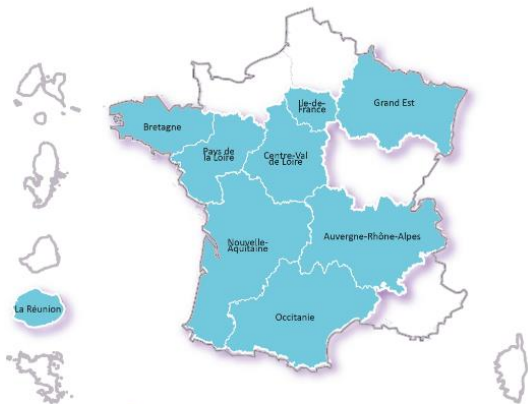 Ile-de-
France
Grand Est
Bretagne
Pays de
la Loire
Centre-Val
de Loire
Nouvelle-
Aquitaine
Auvergne-Rhône-Alpes
La Réunion
Occitanie